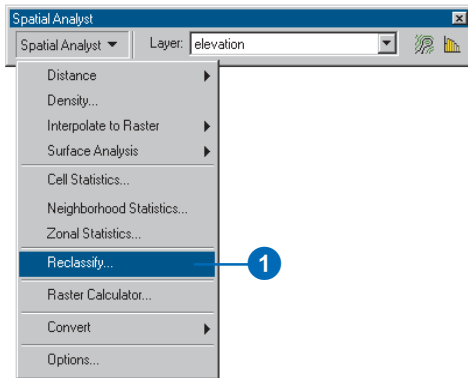 Spatial Analyst
Spatial Analyst Layer: elevation
Distance
Density...
Interpolate to Raster
Surface Analysis
Cell Statistics...
Neighborhood Statistics...
Zonal Statistics...
Reclassify... 1
Raster Calculator...
Convert
Options...